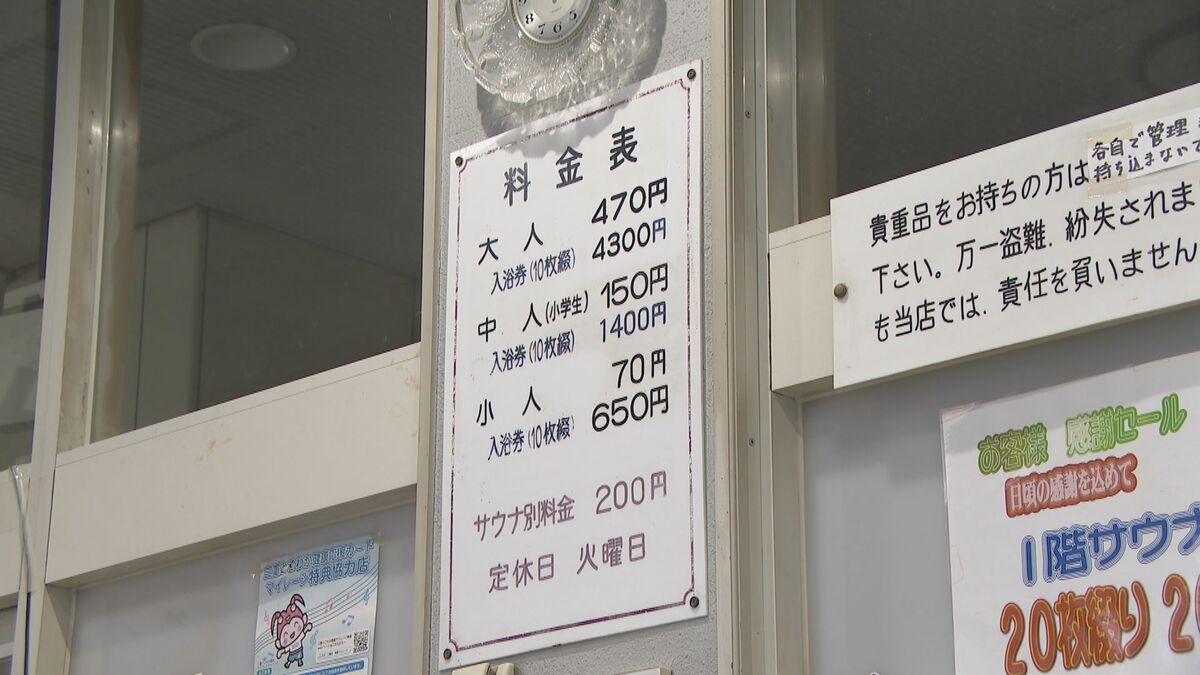 料金表
大人 470円
入浴券(10枚綴) 4300円
中人(小学生) 150円
入浴券(10枚綴) 1400円
小人 70円
入浴券(10枚綴) 650円
サウナ別料金 200円
定休日 火曜日
各自で管理
持ち込まないで
貴重品をお持ちの方は
下さい。万一盗難.紛失されま
も当店では.責任を負いません
お客様 感謝セール
日頃の感謝を込めて
1階サウナ
20枚綴り 2
マイレージ特典協力店